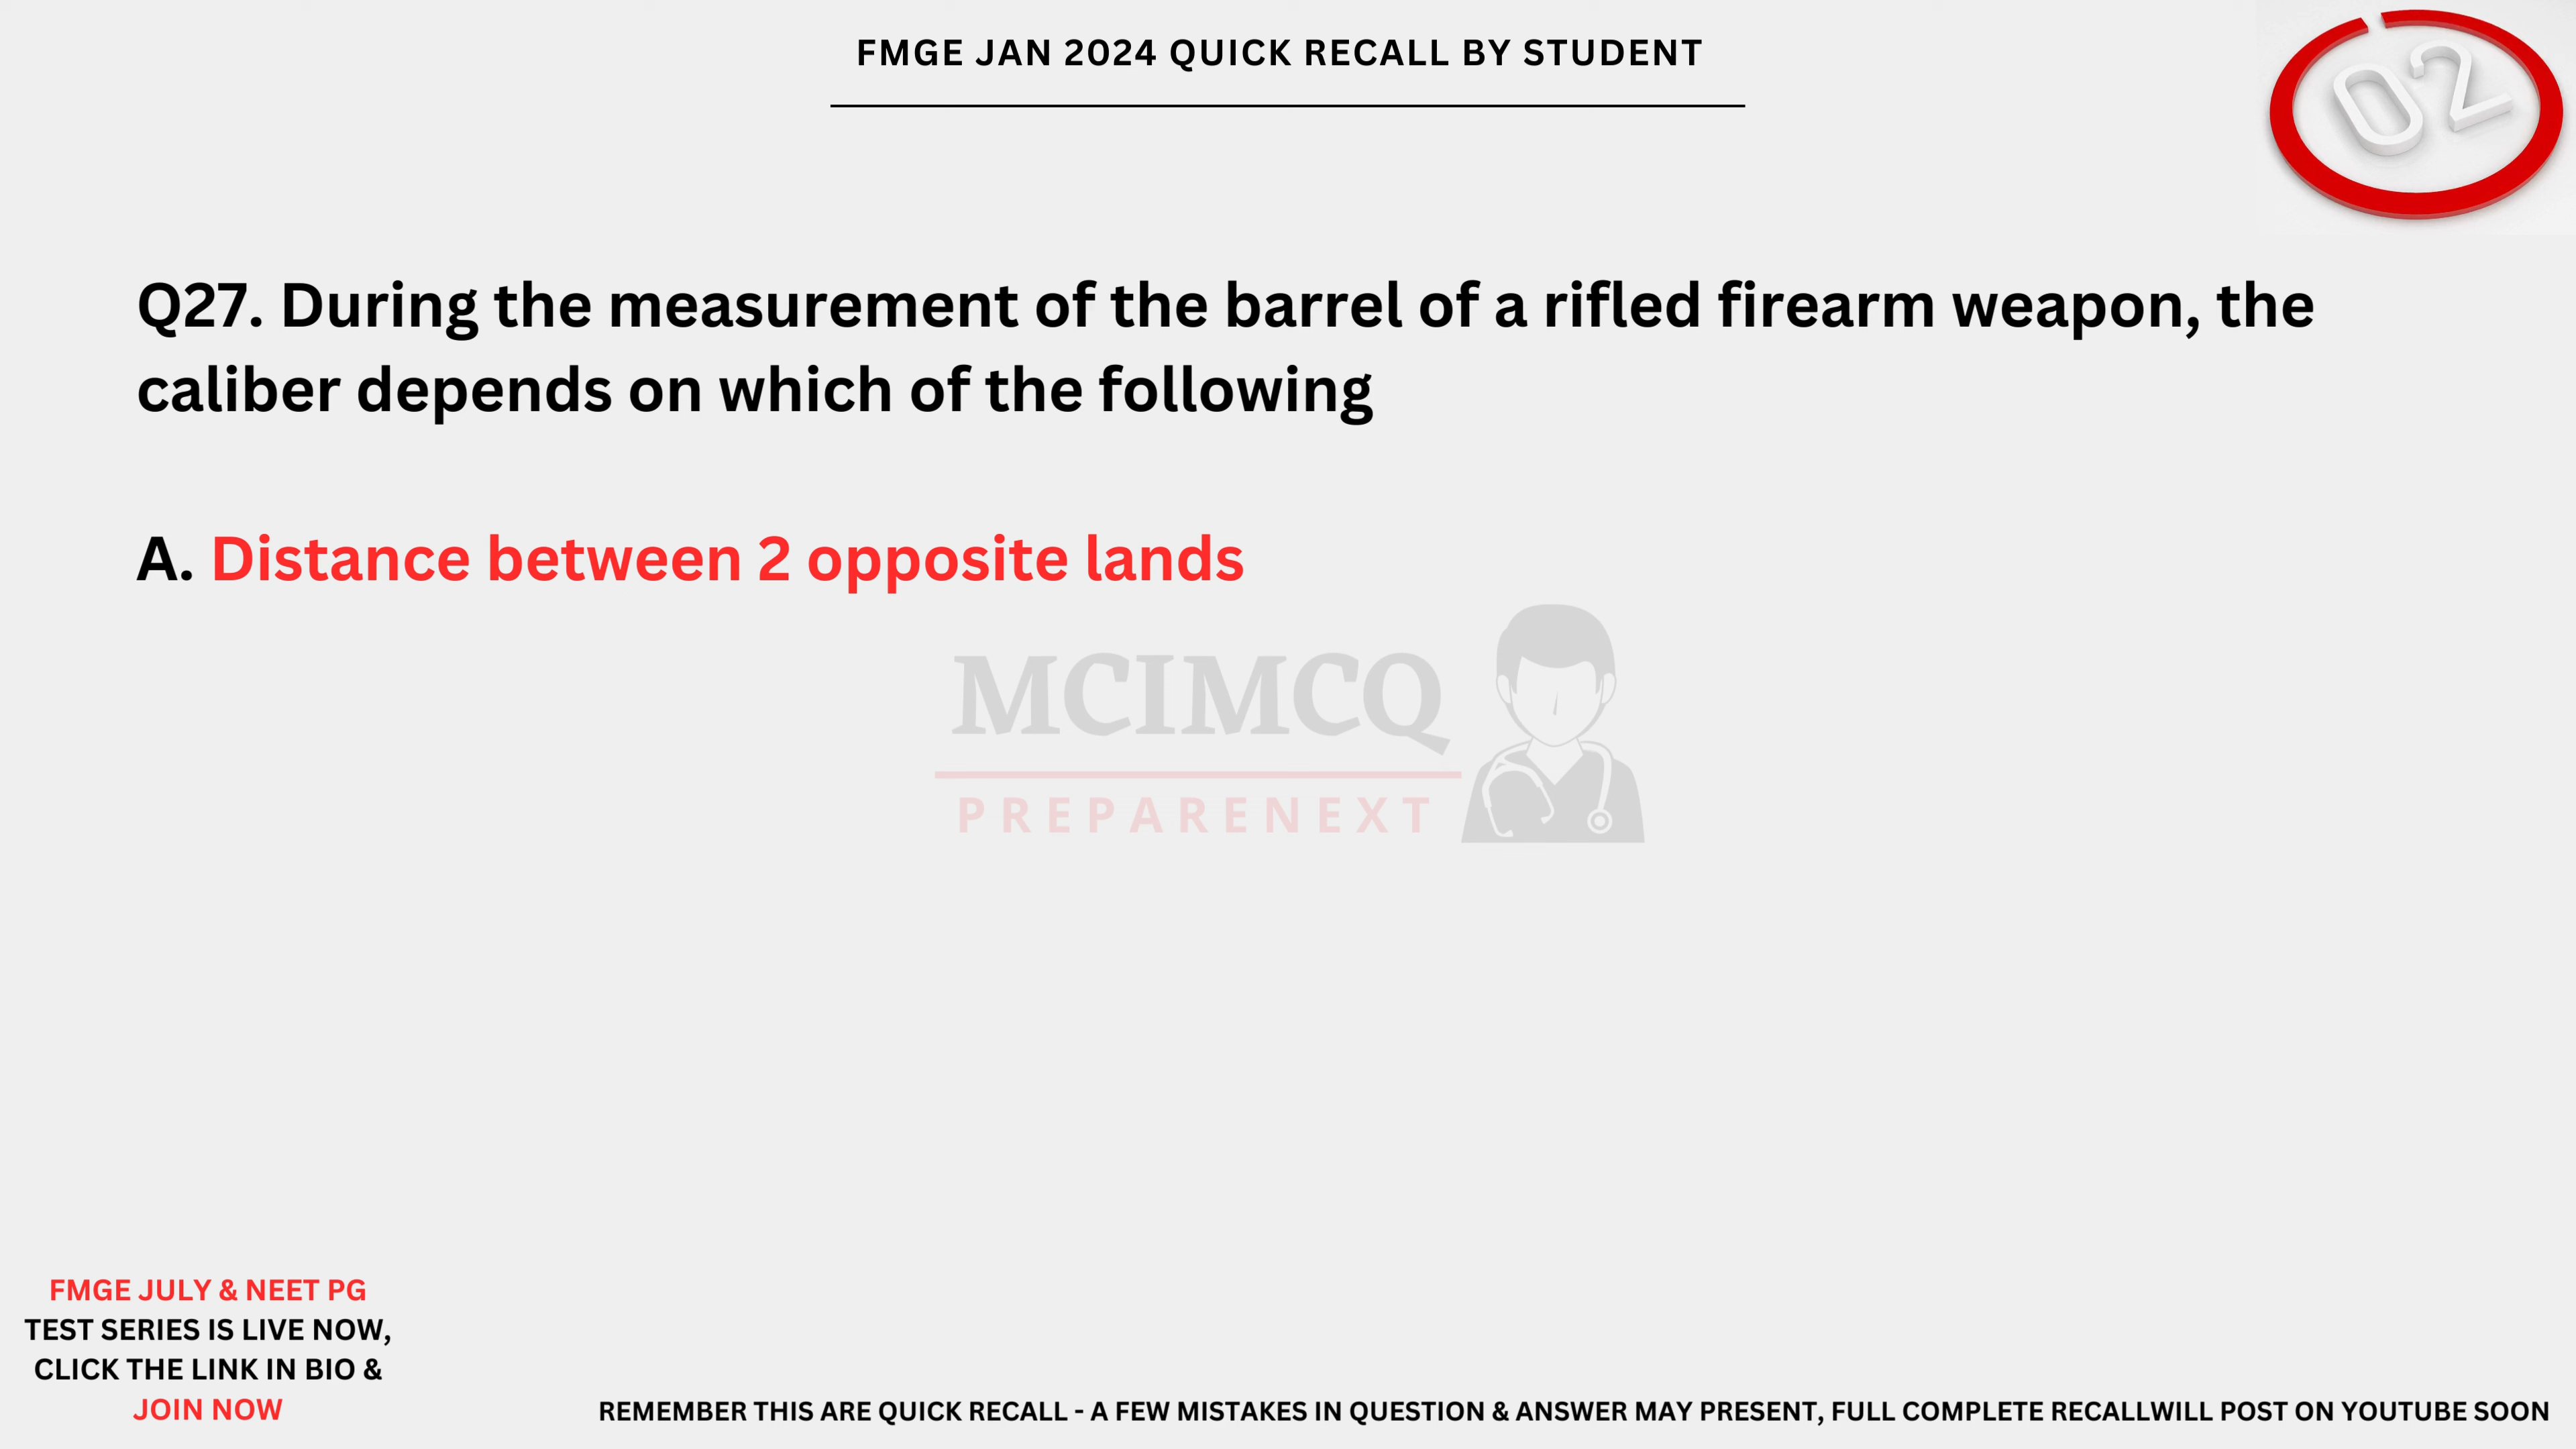 FMGE JAN 2024 QUICK RECALL BY STUDENT
02
Q27. During the measurement of the barrel of a rifled firearm weapon, the
caliber depends on which of the following
A. Distance between 2 opposite lands
MCIMCQ
PREPARENEXT
FMGE JULY & NEET PG
TEST SERIES IS LIVE NOW,
CLICK THE LINK IN BIO &
JOIN NOW
REMEMBER THIS ARE QUICK RECALL - A FEW MISTAKES IN QUESTION & ANSWER MAY PRESENT, FULL COMPLETE RECALLWILL POST ON YOUTUBE SOON